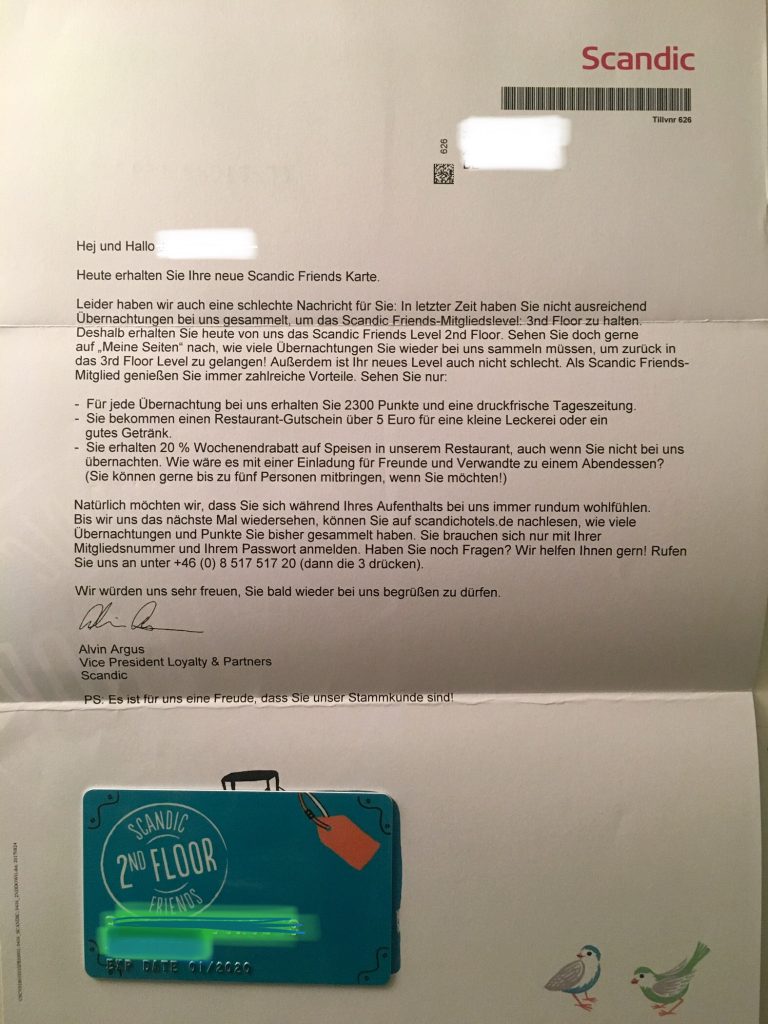 Scandic
Tillvnr 626
626
Hej und Hallo
Heute erhalten Sie Ihre neue Scandic Friends Karte.
Leider haben wir auch eine schlechte Nachricht für Sie: In letzter Zeit haben Sie nicht ausreichend
Übernachtungen bei uns gesammelt, um das Scandic Friends-Mitgliedslevel: 3nd Floor zu halten.
Deshalb erhalten Sie heute von uns das Scandic Friends Level 2nd Floor. Sehen Sie doch gerne
auf „Meine Seiten" nach, wie viele Übernachtungen Sie wieder bei uns sammeln müssen, um zurück in
das 3rd Floor Level zu gelangen! Außerdem ist Ihr neues Level auch nicht schlecht. Als Scandic Friends-
Mitglied genießen Sie immer zahlreiche Vorteile. Sehen Sie nur:
- Für jede Übernachtung bei uns erhalten Sie 2300 Punkte und eine druckfrische Tageszeitung.
- Sie bekommen einen Restaurant-Gutschein über 5 Euro für eine kleine Leckerei oder ein
gutes Getränk.
- Sie erhalten 20 % Wochenendrabatt auf Speisen in unserem Restaurant, auch wenn Sie nicht bei uns
übernachten. Wie wäre es mit einer Einladung für Freunde und Verwandte zu einem Abendessen?
(Sie können gerne bis zu fünf Personen mitbringen, wenn Sie möchten!)
Natürlich möchten wir, dass Sie sich während Ihres Aufenthalts bei uns immer rundum wohlfühlen.
Bis wir uns das nächste Mal wiedersehen, können Sie auf scandichotels.de nachlesen, wie viele
Übernachtungen und Punkte Sie bisher gesammelt haben. Sie brauchen sich nur mit Ihrer
Mitgliedsnummer und Ihrem Passwort anmelden. Haben Sie noch Fragen? Wir helfen Ihnen gern! Rufen
Sie uns an unter +46 (0) 8 517 517 20 (dann die 3 drücken).
Wir würden uns sehr freuen, Sie bald wieder bei uns begrüßen zu dürfen.
Alvin Argus
Vice President Loyalty & Partners
Scandic
PS: Es ist für uns eine Freude, dass Sie unser Stammkunde sind!
SCANDIC
2ND FLOOR
FRIENDS
EXP DATE 01/2020